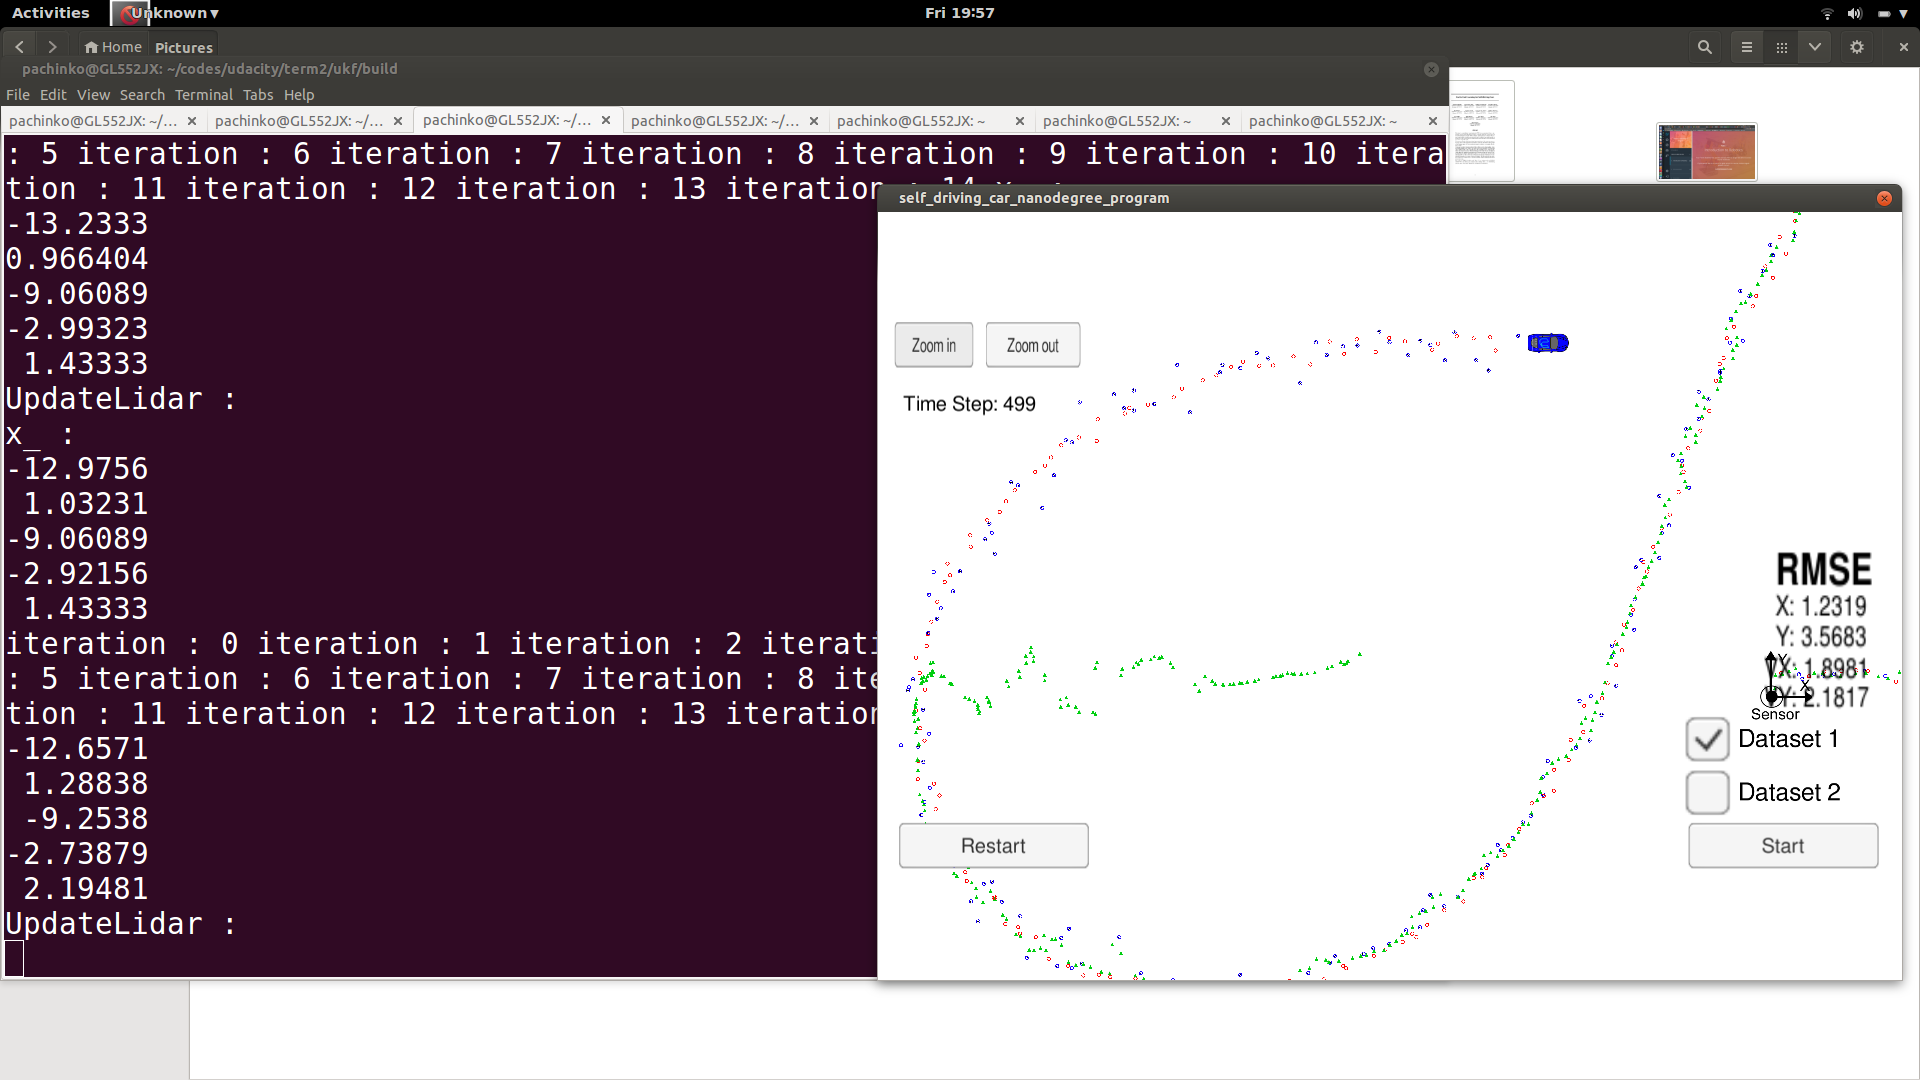 Activities Unknown ▾ Fri 19:57
Home Pictures
pachinko@GL552JX: ~/codes/udacity/term2/ukf/build
File Edit View Search Terminal Tabs Help
pachinko@GL552JX: ~/... pachinko@GL552JX: ~/... pachinko@GL552JX: ~/... pachinko@GL552JX: ~/... pachinko@GL552JX: ~ pachinko@GL552JX: ~ pachinko@GL552JX: ~
: 5 iteration : 6 iteration : 7 iteration : 8 iteration : 9 iteration : 10 itera
tion : 11 iteration : 12 iteration : 13 iteration : 14
-13.2333
0.966404
-9.06089
-2.99323
1.43333
UpdateLidar :
x_ :
-12.9756
1.03231
-9.06089
-2.92156
1.43333
iteration : 0 iteration : 1 iteration : 2 iterati
: 5 iteration : 6 iteration : 7 iteration : 8 ite
tion : 11 iteration : 12 iteration : 13 iteration
-12.6571
1.28838
-9.2538
-2.73879
2.19481
UpdateLidar :
self_driving_car_nanodegree_program
Zoom in Zoom out
Time Step: 499
RMSE
X: 1.2319
Y: 3.5683
VX: 1.8981
VY: 2.1817
Y
X
Sensor
Dataset 1
Dataset 2
Restart Start